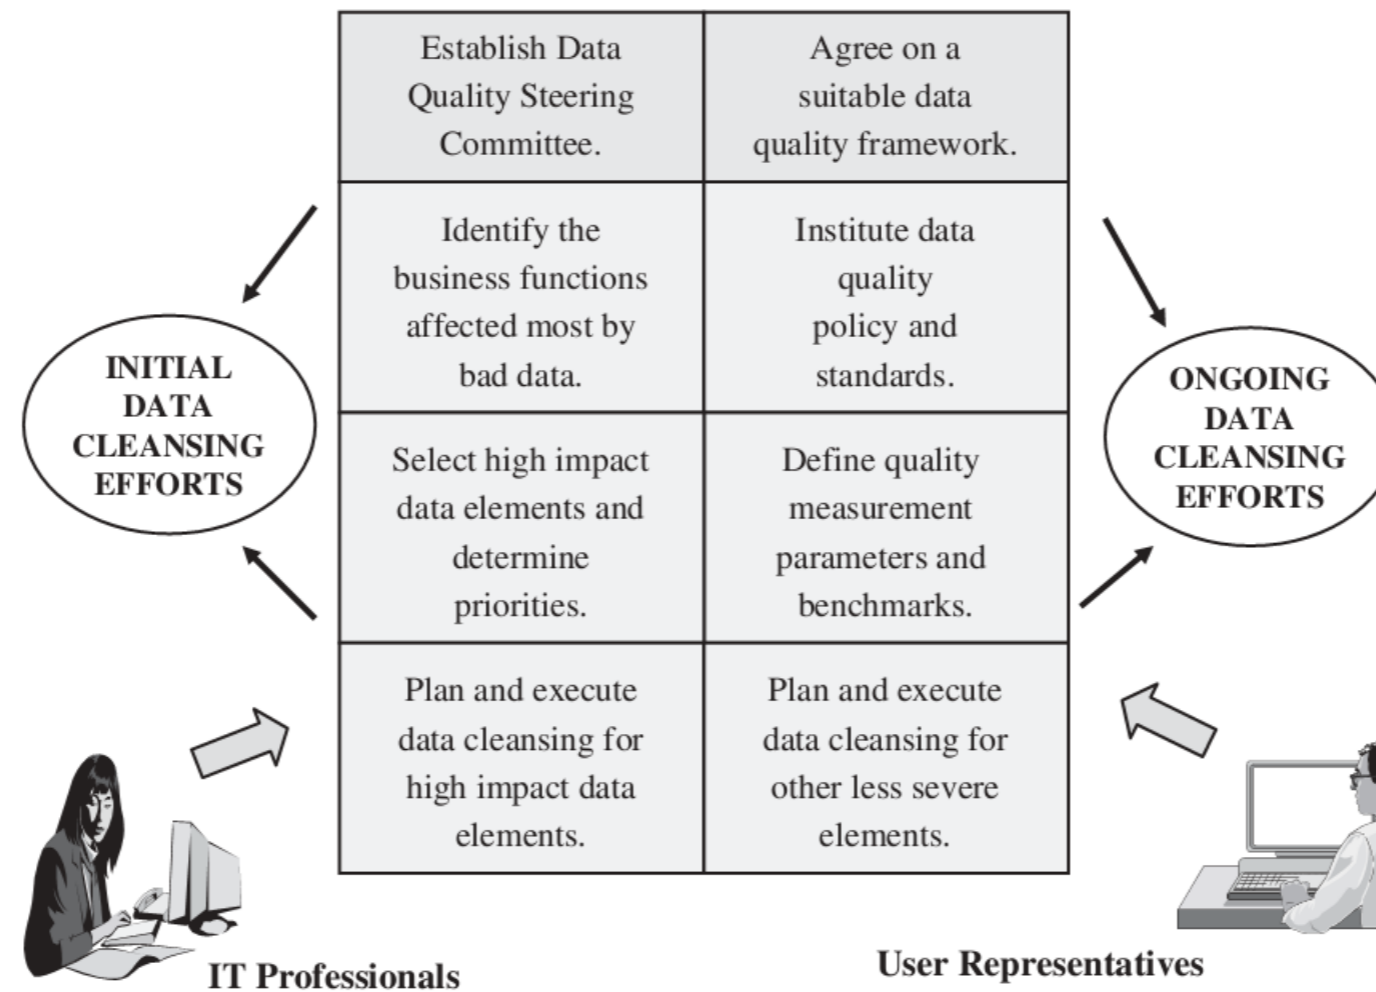 Establish Data
Quality Steering
Committee.
Agree on a
suitable data
quality framework.
Identify the
business functions
affected most by
bad data.
Institute data
quality
policy and
standards.
INITIAL
DATA
CLEANSING
EFFORTS
ONGOING
DATA
CLEANSING
EFFORTS
Select high impact
data elements and
determine
priorities.
Define quality
measurement
parameters and
benchmarks.
Plan and execute
data cleansing for
high impact data
elements.
Plan and execute
data cleansing for
other less severe
elements.
IT Professionals
User Representatives